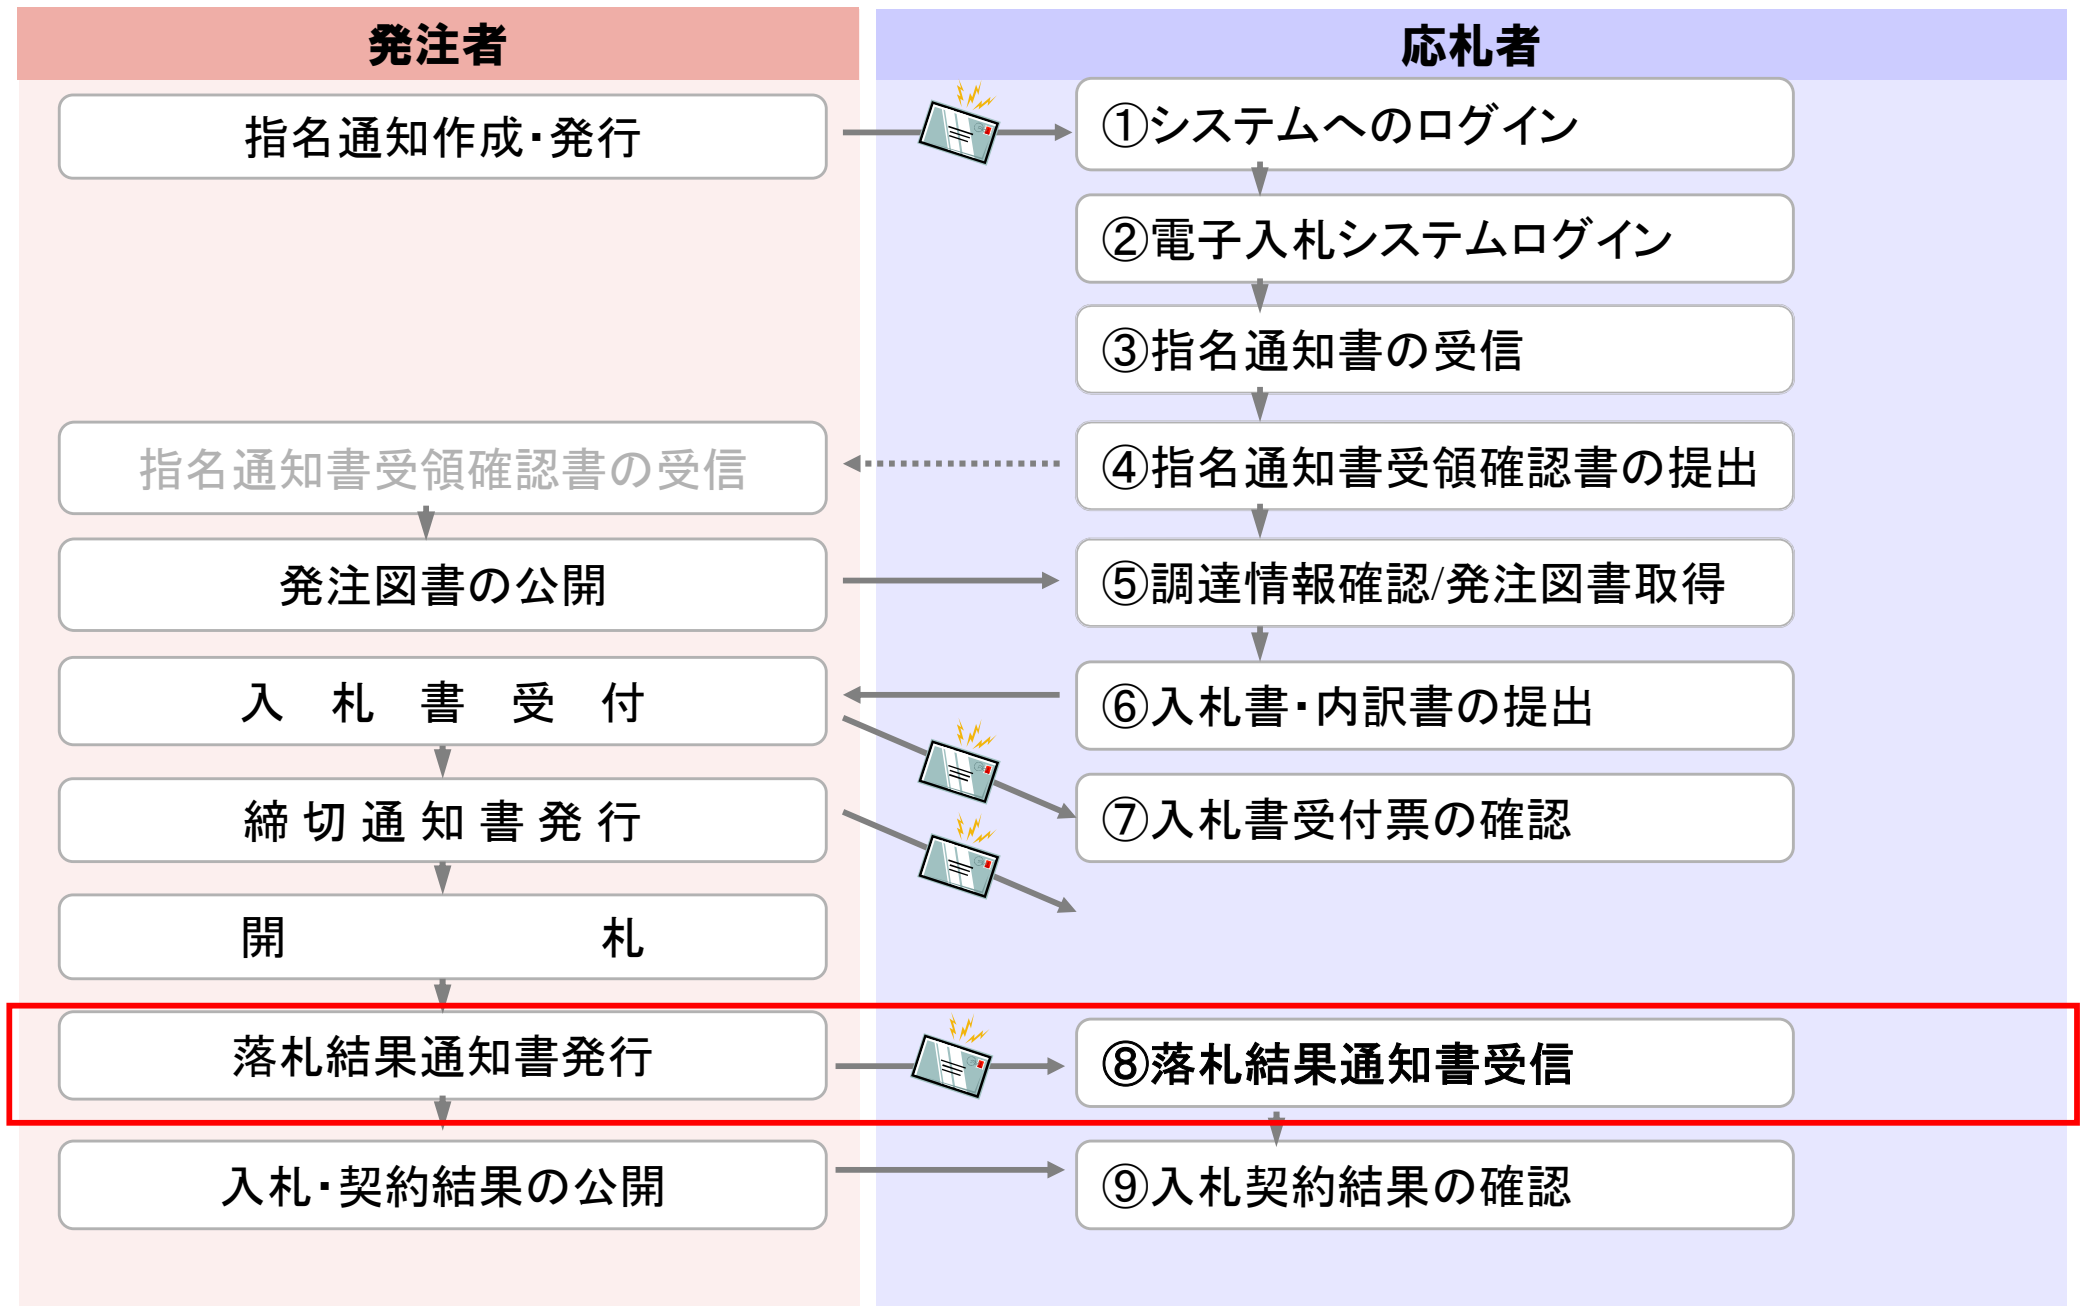 発注者
応札者
指名通知作成・発行
①システムへのログイン
②電子入札システムログイン
③指名通知書の受信
指名通知書受領確認書の受信
④指名通知書受領確認書の提出
発注図書の公開
⑤調達情報確認/発注図書取得
入　札　書　受　付
⑥入札書・内訳書の提出
締切通知書発行
⑦入札書受付票の確認
開　　　　　　　札
落札結果通知書発行
⑧落札結果通知書受信
入札・契約結果の公開
⑨入札契約結果の確認